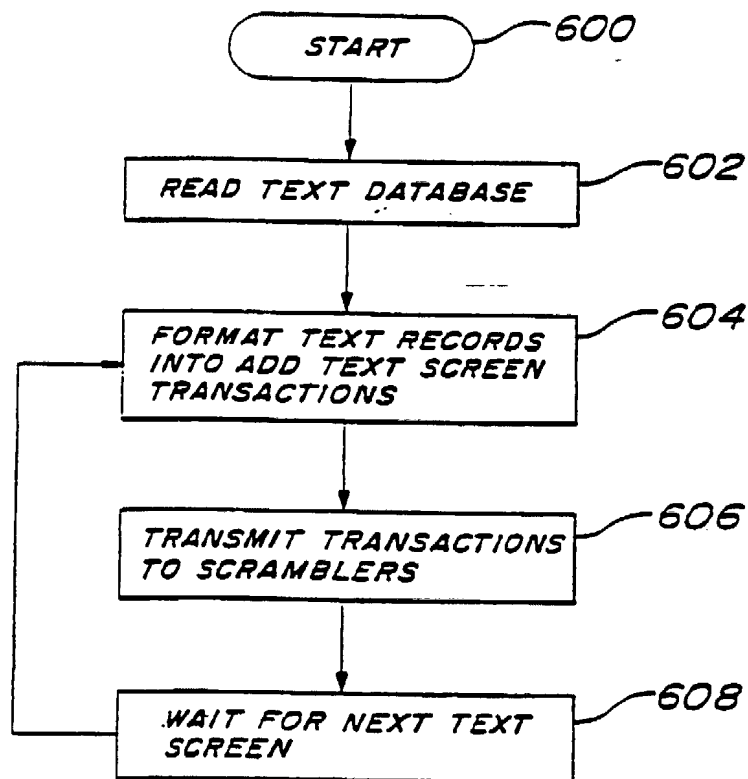 START
600
READ TEXT DATABASE
602
FORMAT TEXT RECORDS
INTO ADD TEXT SCREEN
TRANSACTIONS
604
TRANSMIT TRANSACTIONS
TO SCRAMBLERS
606
WAIT FOR NEXT TEXT
SCREEN
608